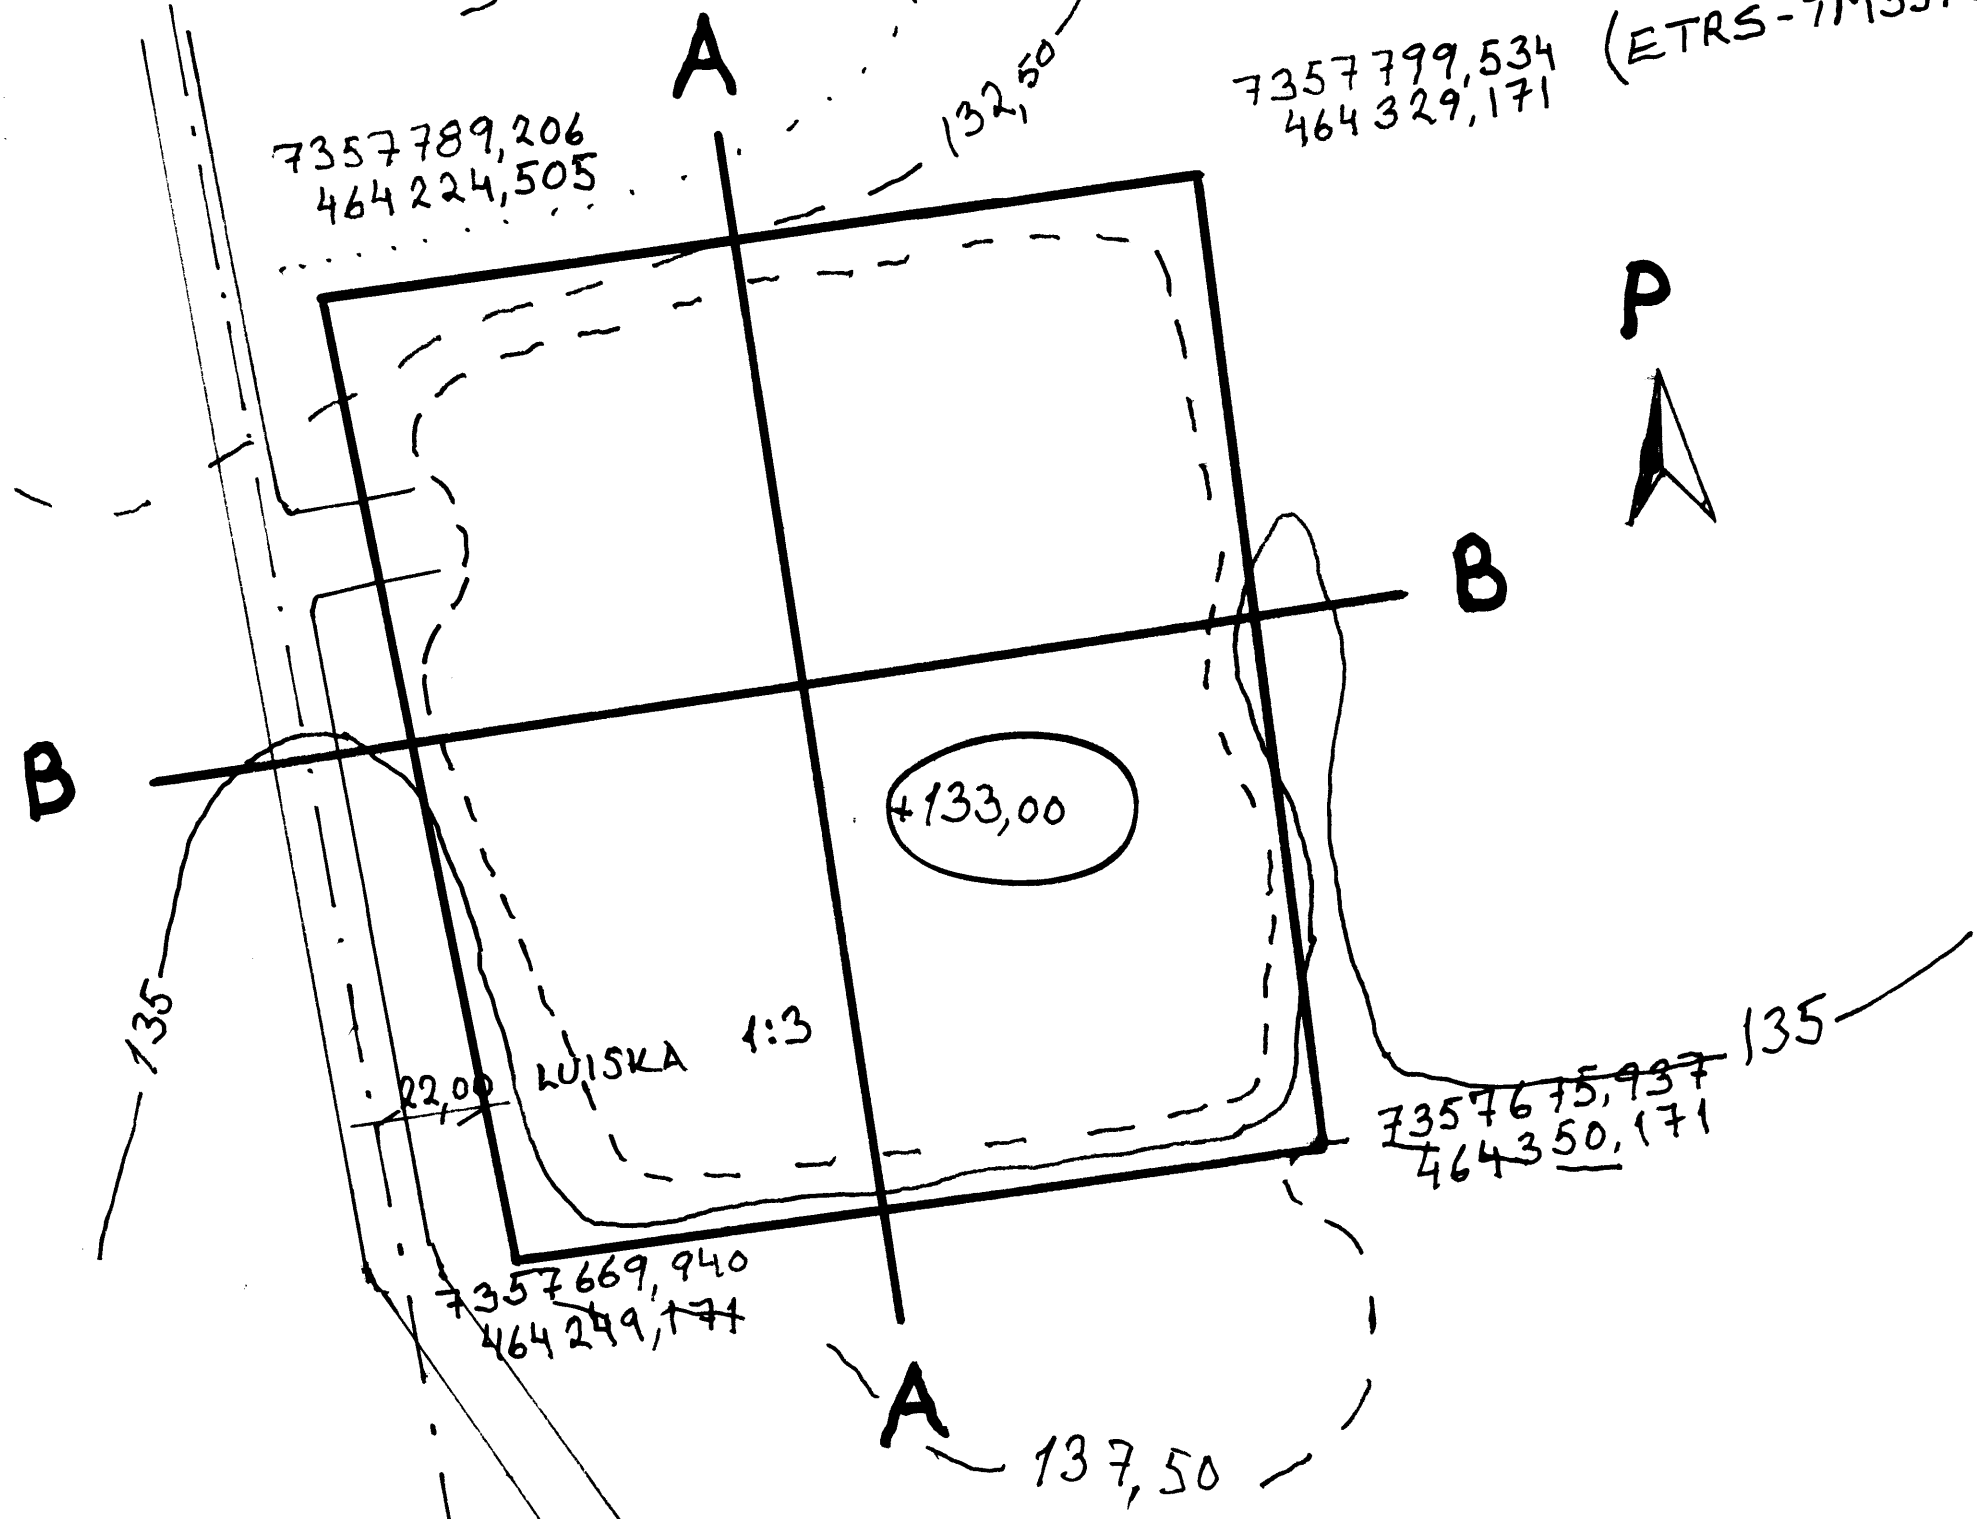 A
132,50
(ETRS-
7357799,534
464329,171
7357789,206
464224,505
P
B
B
+133,00
135
1:3
LUISKA
22,00
135
7357675,937
464350,171
7357669,940
464249,171
A
137,50